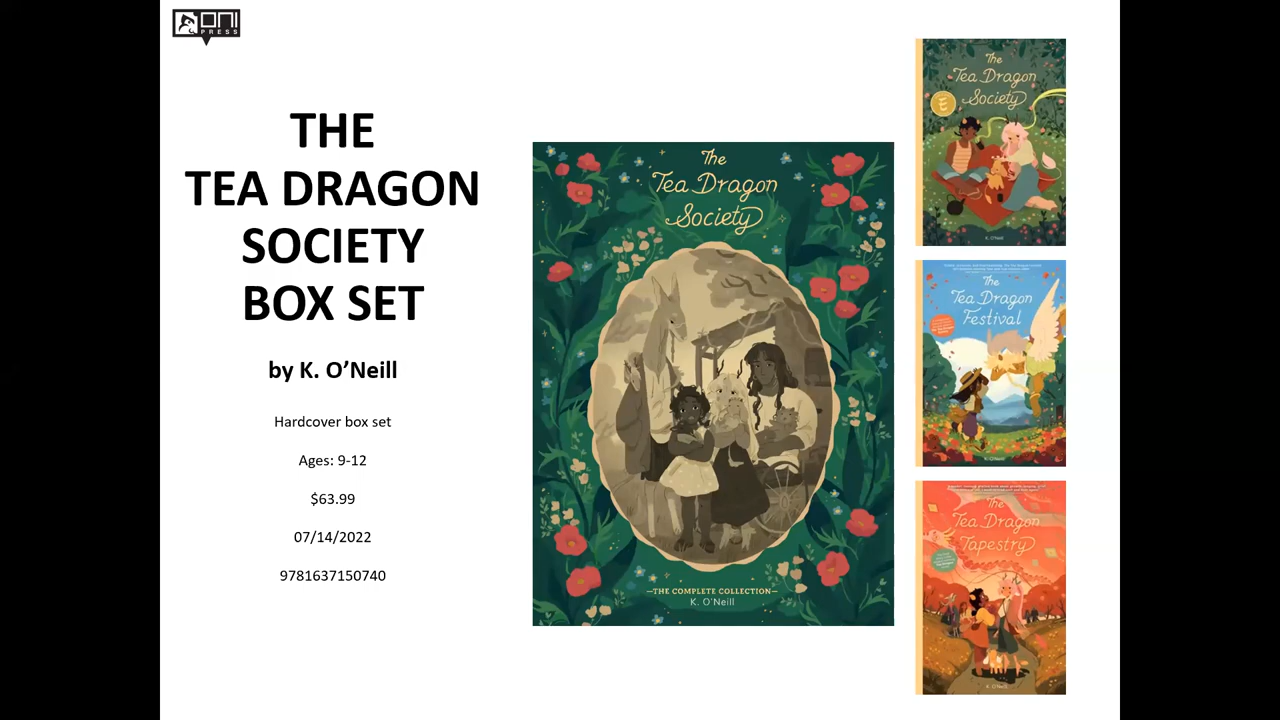 ONI
PRESS
THE
TEA DRAGON
SOCIETY
BOX SET
by K. O’Neill
Hardcover box set
Ages: 9-12
$63.99
07/14/2022
9781637150740
The
Tea Dragon
Society
—THE COMPLETE COLLECTION—
K. O'Neill
The
Tea Dragon
Society
E
K. O'Neill
The
Tea Dragon
Festival
K. O'Neill
The
Tea Dragon
Tapestry
K. O'Neill